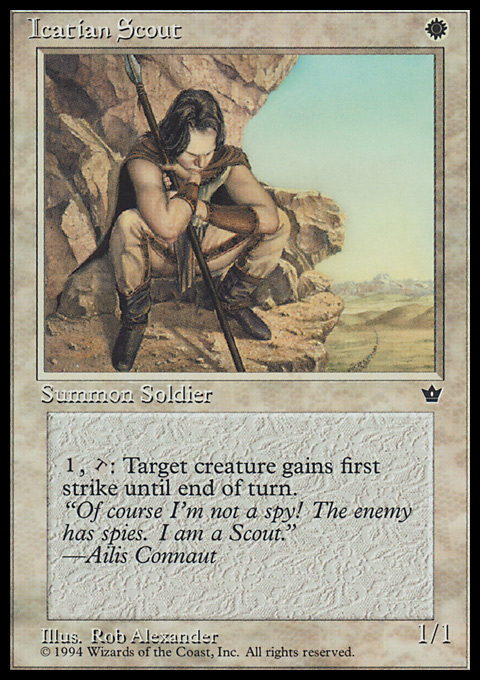 Icatian Scout
Summon Soldier
1, T: Target creature gains first
strike until end of turn.
“Of course I’m not a spy! The enemy
has spies. I am a Scout.”
—Ailis Connaut
Illus. Rob Alexander
1/1
© 1994 Wizards of the Coast, Inc. All rights reserved.